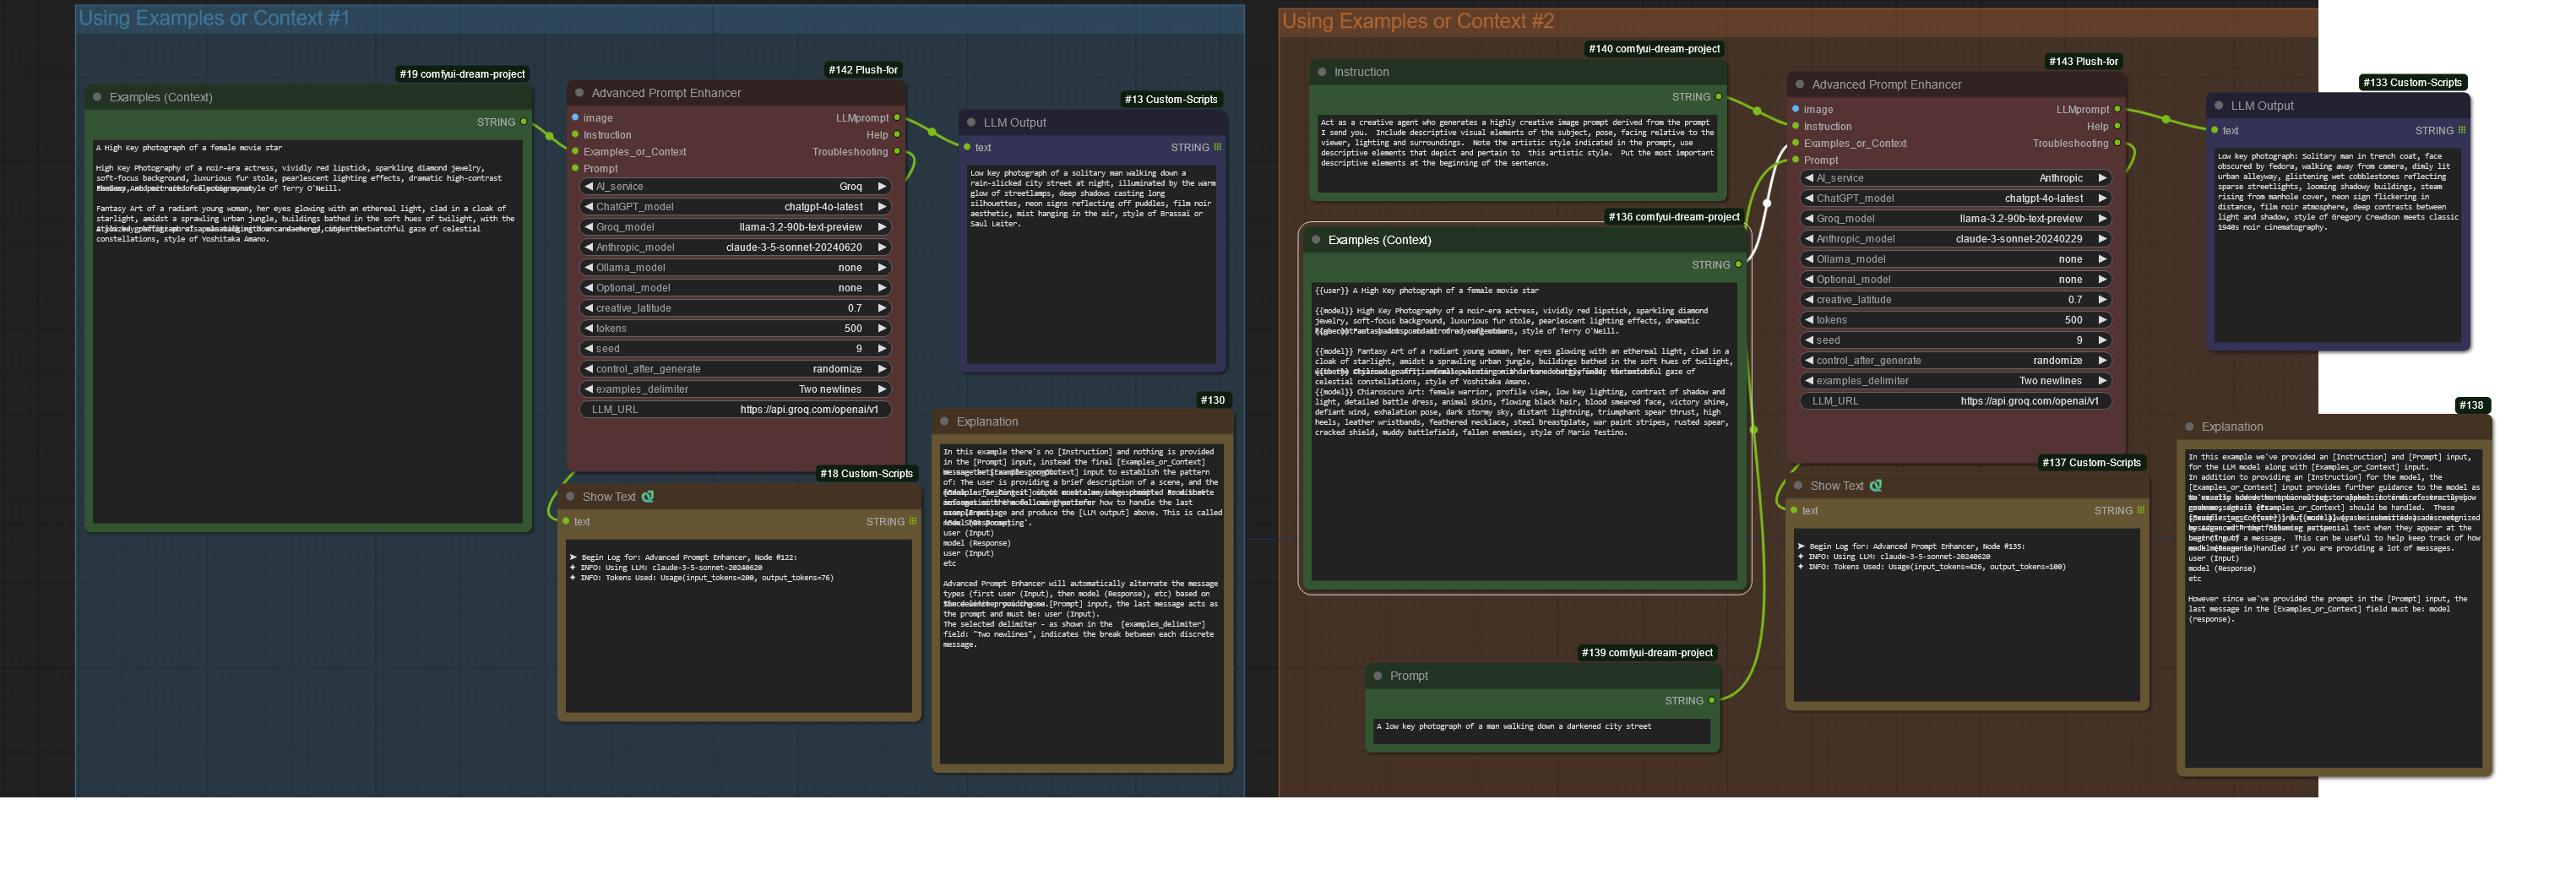 Using Examples or Context #1
#19 comfyui-dream-project
Examples (Context)
STRING
A High Key photograph of a female movie star
High Key Photography of a noir-era actress, vividly red lipstick, sparkling diamond jewelry,
soft-focus background, luxurious fur stole, pearlescent lighting effects, dramatic high-contrast
style of Terry O'Neill.
Fantasy Art of a radiant young woman, her eyes glowing with an ethereal light, clad in a cloak of
starlight, amidst a sprawling urban jungle, buildings bathed in the soft hues of twilight, with the
watchful gaze of celestial
constellations, style of Yoshitaka Amano.
#142 Plush-for
Advanced Prompt Enhancer
image
LLMprompt
Instruction
Help
Examples_or_Context
Troubleshooting
Prompt
AI_service Groq
ChatGPT_model chatgpt-4o-latest
Groq_model llama-3.2-90b-text-preview
Anthropic_model claude-3-5-sonnet-20240620
Ollama_model none
Optional_model none
creative_latitude 0.7
tokens 500
seed 9
control_after_generate randomize
examples_delimiter Two newlines
LLM_URL https://api.groq.com/openai/v1
#13 Custom-Scripts
LLM Output
text STRING
Low key photograph of a solitary man walking down a
rain-slicked city street at night, illuminated by the warm
glow of streetlamps, deep shadows casting long
silhouettes, neon signs reflecting off puddles, film noir
aesthetic, mist hanging in the air, style of Brassaï or
Saul Leiter.
#18 Custom-Scripts
Show Text
text STRING
➤ Begin Log for: Advanced Prompt Enhancer, Node #122:
✦ INFO: Using LLM: claude-3-5-sonnet-20240620
✦ INFO: Tokens Used: Usage(input_tokens=200, output_tokens=76)
#130
Explanation
In this example there's no [Instruction] and nothing is provided
in the [Prompt] input, instead the final [Examples_or_Context]
input to establish the pattern
of: The user is providing a brief description of a scene, and the
how to handle the last
message and produce the [LLM output] above. This is called
user (Input)
model (Response)
user (Input)
etc
Advanced Prompt Enhancer will automatically alternate the message
types (first user (Input), then model (Response), etc) based on
[Prompt] input, the last message acts as
the prompt and must be: user (Input).
The selected delimiter - as shown in the [examples_delimiter]
field: "Two newlines", indicates the break between each discrete
message.
Using Examples or Context #2
#140 comfyui-dream-project
Instruction
STRING
Act as a creative agent who generates a highly creative image prompt derived from the prompt
I send you. Include descriptive visual elements of the subject, pose, facing relative to the
viewer, lighting and surroundings. Note the artistic style indicated in the prompt, use
descriptive elements that depict and pertain to this artistic style. Put the most important
descriptive elements at the beginning of the sentence.
#136 comfyui-dream-project
Examples (Context)
STRING
{{user}} A High Key photograph of a female movie star
{{model}} High Key Photography of a noir-era actress, vividly red lipstick, sparkling diamond
jewelry, soft-focus background, luxurious fur stole, pearlescent lighting effects, dramatic
style of Terry O'Neill.
{{model}} Fantasy Art of a radiant young woman, her eyes glowing with an ethereal light, clad in a
cloak of starlight, amidst a sprawling urban jungle, buildings bathed in the soft hues of twilight,
gaze of
celestial constellations, style of Yoshitaka Amano.
{{model}} Chiaroscuro Art: female warrior, profile view, low key lighting, contrast of shadow and
light, detailed battle dress, animal skins, flowing black hair, blood smeared face, victory shine,
defiant wind, exhalation pose, dark stormy sky, distant lightning, triumphant spear thrust, high
heels, leather wristbands, feathered necklace, steel breastplate, war paint stripes, rusted spear,
cracked shield, muddy battlefield, fallen enemies, style of Mario Testino.
#139 comfyui-dream-project
Prompt
STRING
A low key photograph of a man walking down a darkened city street
#143 Plush-for
Advanced Prompt Enhancer
image
LLMprompt
Instruction
Help
Examples_or_Context
Troubleshooting
Prompt
AI_service Anthropic
ChatGPT_model chatgpt-4o-latest
Groq_model llama-3.2-90b-text-preview
Anthropic_model claude-3-sonnet-20240229
Ollama_model none
Optional_model none
creative_latitude 0.7
tokens 500
seed 9
control_after_generate randomize
examples_delimiter Two newlines
LLM_URL https://api.groq.com/openai/v1
#137 Custom-Scripts
Show Text
text STRING
➤ Begin Log for: Advanced Prompt Enhancer, Node #135:
✦ INFO: Using LLM: claude-3-5-sonnet-20240620
✦ INFO: Tokens Used: Usage(input_tokens=426, output_tokens=100)
#133 Custom-Scripts
LLM Output
text STRING
Low key photograph: Solitary man in trench coat, face
obscured by fedora, walking away from camera, dimly lit
urban alleyway, glistening wet cobblestones reflecting
sparse streetlights, looming shadowy buildings, steam
rising from manhole cover, neon sign flickering in
distance, film noir atmosphere, deep contrasts between
light and shadow, style of Gregory Crewdson meets classic
1940s noir cinematography.
#138
Explanation
In this example we've provided an [Instruction] and [Prompt] input,
for the LLM model along with [Examples_or_Context] input.
In addition to providing an [Instruction] for the model, the
[Examples_or_Context] input provides further guidance to the model as
should be handled. These
recognized
special text when they appear at the
of a message. This can be useful to help keep track of how
handled if you are providing a lot of messages.
user (Input)
model (Response)
etc
However since we've provided the prompt in the [Prompt] input, the
last message in the [Examples_or_Context] field must be: model
(response).